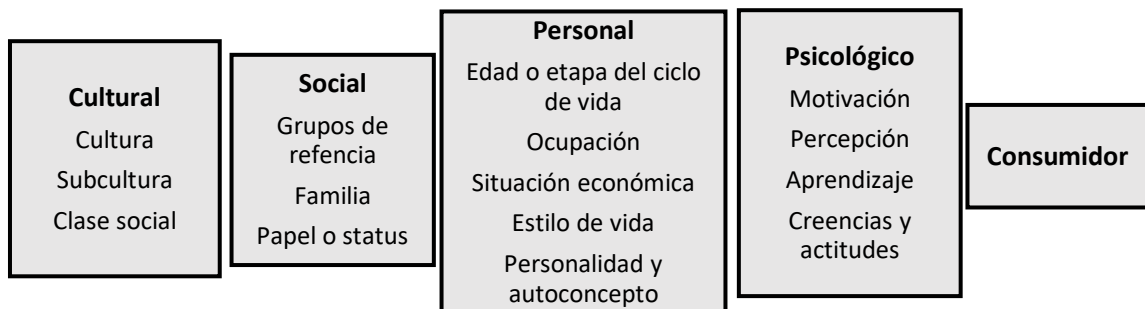 Cultural
Cultura
Subcultura
Clase social
Social
Grupos de
refencia
Familia
Papel o status
Personal
Edad o etapa del ciclo
de vida
Ocupación
Situación económica
Estilo de vida
Personalidad y
autoconcepto
Psicológico
Motivación
Percepción
Aprendizaje
Creencias y
actitudes
Consumidor